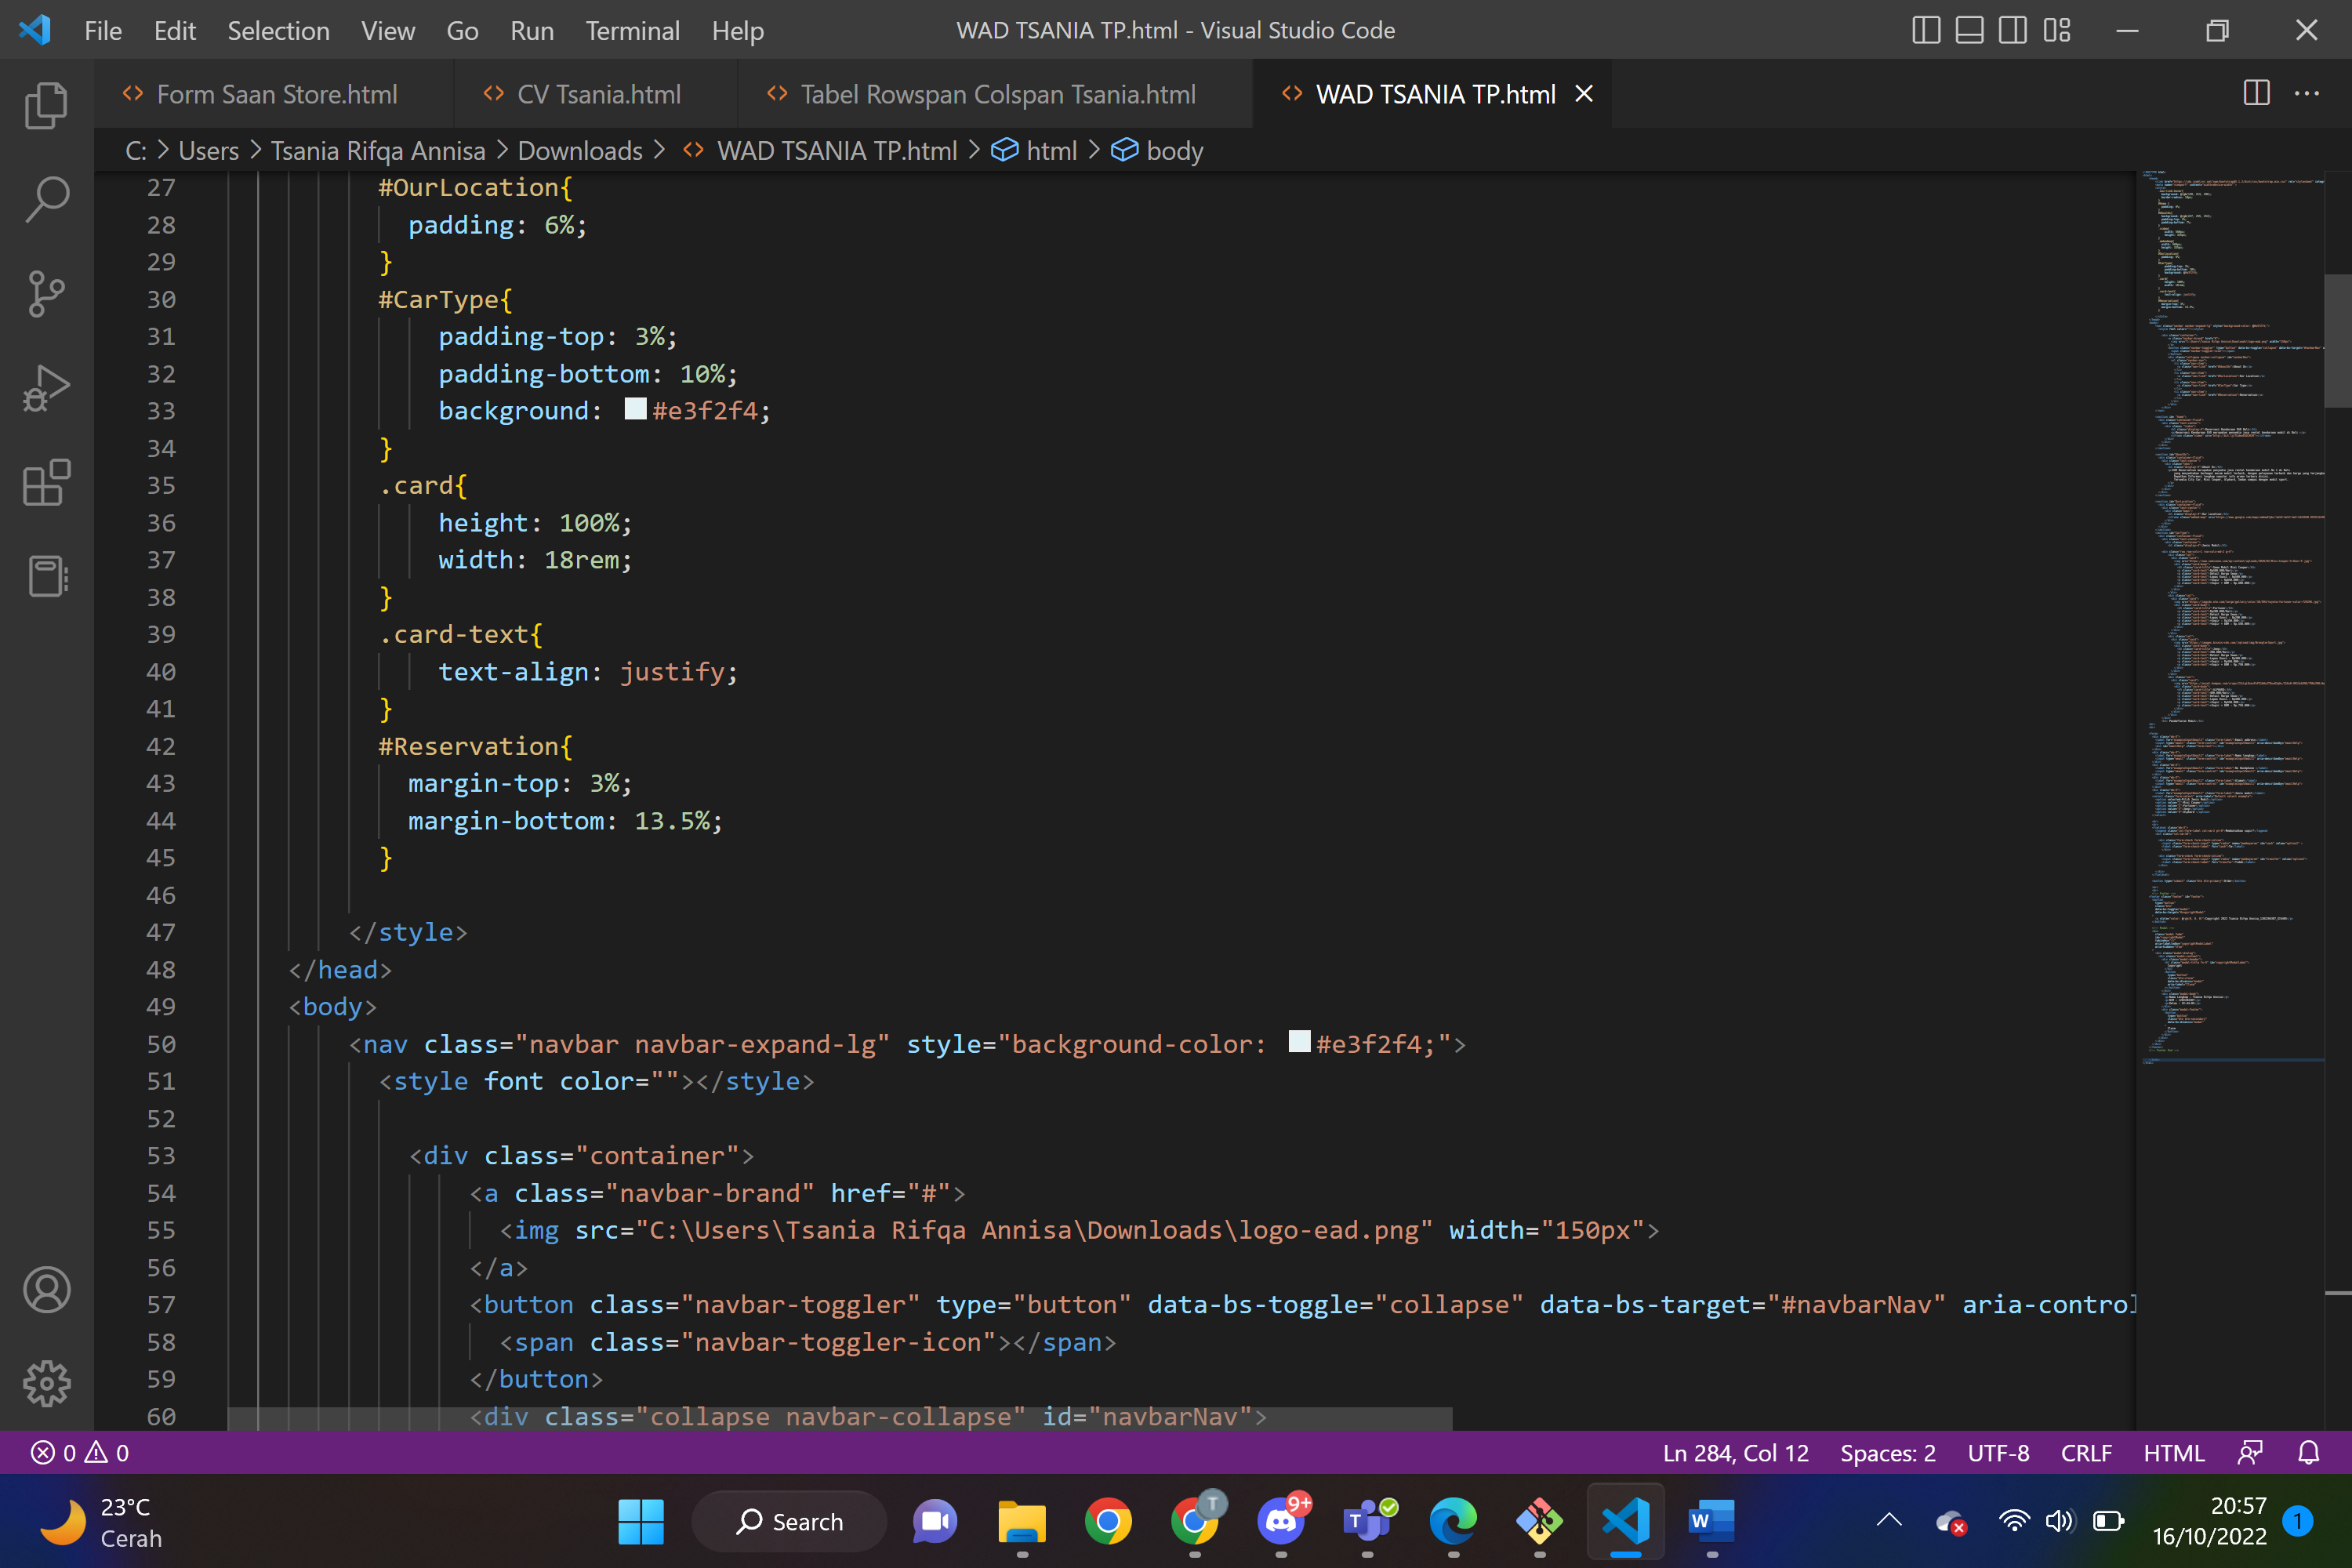 File Edit Selection View Go Run Terminal Help
WAD TSANIA TP.html - Visual Studio Code
Form Saan Store.html
CV Tsania.html
Tabel Rowspan Colspan Tsania.html
WAD TSANIA TP.html
C: > Users > Tsania Rifqa Annisa > Downloads > WAD TSANIA TP.html > html > body
27 #OurLocation{
28 padding: 6%;
29 }
30 #CarType{
31 padding-top: 3%;
32 padding-bottom: 10%;
33 background: #e3f2f4;
34 }
35 .card{
36 height: 100%;
37 width: 18rem;
38 }
39 .card-text{
40 text-align: justify;
41 }
42 #Reservation{
43 margin-top: 3%;
44 margin-bottom: 13.5%;
45 }
46
47 </style>
48 </head>
49 <body>
50 <nav class="navbar navbar-expand-lg" style="background-color: #e3f2f4;">
51 <style font color=""></style>
52
53 <div class="container">
54 <a class="navbar-brand" href="#">
55 <img src="C:\Users\Tsania Rifqa Annisa\Downloads\logo-ead.png" width="150px">
56 </a>
57 <button class="navbar-toggler" type="button" data-bs-toggle="collapse" data-bs-target="#navbarNav" aria-control
58 <span class="navbar-toggler-icon"></span>
59 </button>
60 <div class="collapse navbar-collapse" id="navbarNav">
0 0
Ln 284, Col 12 Spaces: 2 UTF-8 CRLF HTML
23°C
Cerah
Search
T
9+
T
W
20:57
16/10/2022
1